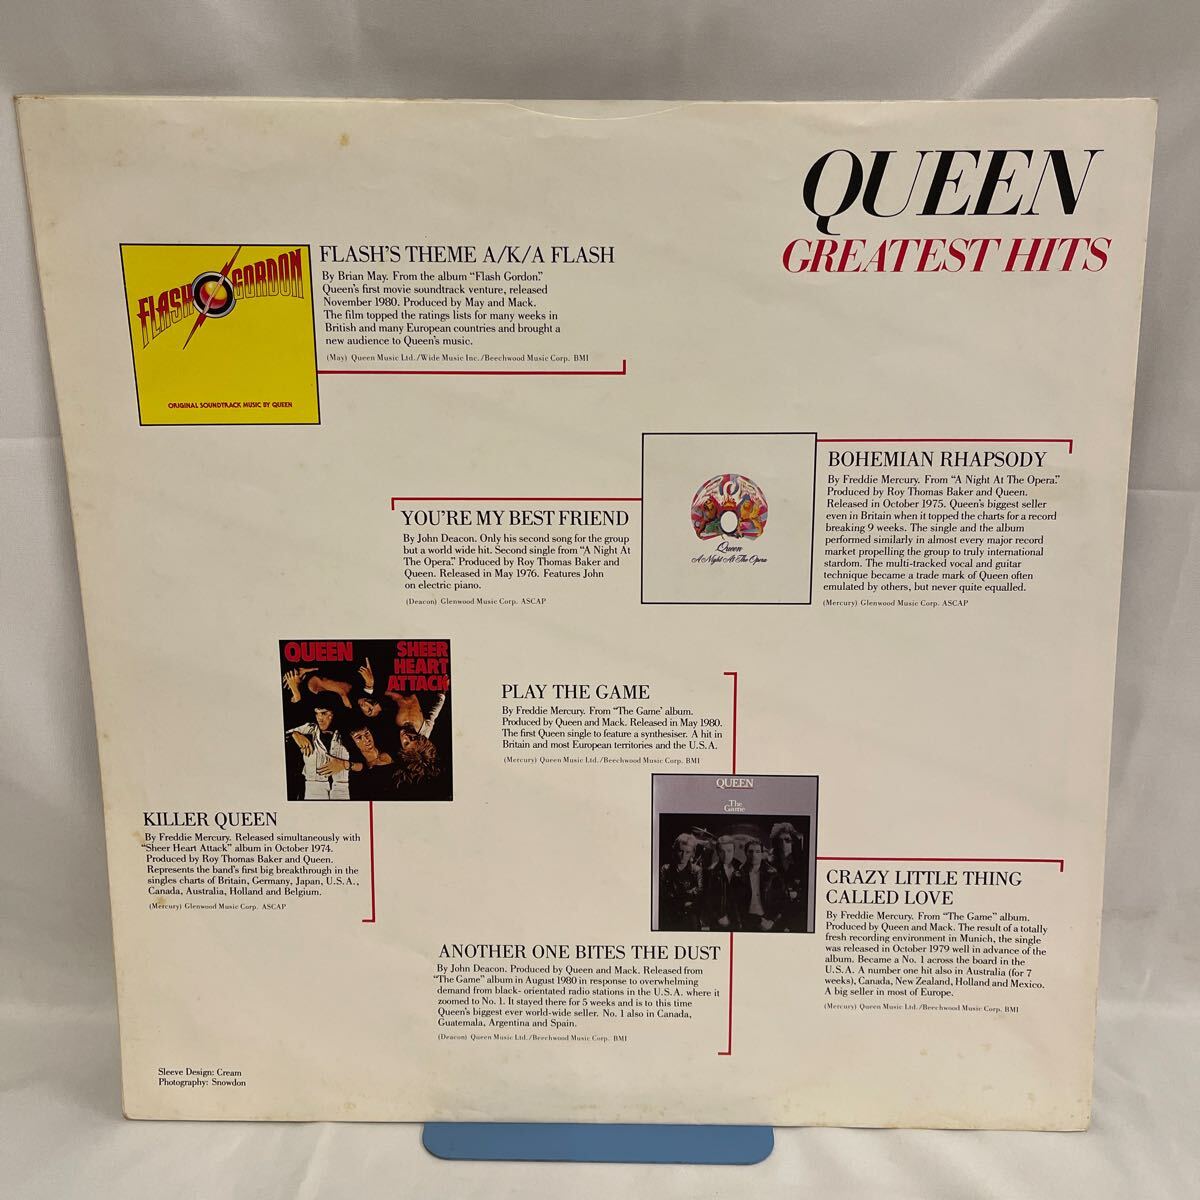 QUEEN
GREATEST HITS
FLASH GORDON
ORIGINAL SOUNDTRACK MUSIC BY QUEEN
FLASH'S THEME A/K/A FLASH
By Brian May. From the album "Flash Gordon."
Queen's first movie soundtrack venture, released
November 1980. Produced by May and Mack.
The film topped the ratings lists for many weeks in
British and many European countries and brought a
new audience to Queen's music.
(May) Queen Music Ltd./Wide Music Inc./Beechwood Music Corp. BMI
YOU'RE MY BEST FRIEND
By John Deacon. Only his second song for the group
but a world wide hit. Second single from "A Night At
The Opera." Produced by Roy Thomas Baker and
Queen. Released in May 1976. Features John
on electric piano.
(Deacon) Glenwood Music Corp. ASCAP
Queen
A Night At The Opera
BOHEMIAN RHAPSODY
By Freddie Mercury. From "A Night At The Opera."
Produced by Roy Thomas Baker and Queen.
Released in October 1975. Queen's biggest seller
even in Britain when it topped the charts for a record
breaking 9 weeks. The single and the album
performed similarly in almost every major record
market propelling the group to truly international
stardom. The multi-tracked vocal and guitar
technique became a trade mark of Queen often
emulated by others, but never quite equalled.
(Mercury) Glenwood Music Corp. ASCAP
QUEEN
SHEER
HEART
ATTACK
KILLER QUEEN
By Freddie Mercury. Released simultaneously with
"Sheer Heart Attack" album in October 1974.
Produced by Roy Thomas Baker and Queen.
Represents the band's first big breakthrough in the
singles charts of Britain, Germany, Japan, U.S.A.,
Canada, Australia, Holland and Belgium.
(Mercury) Glenwood Music Corp. ASCAP
PLAY THE GAME
By Freddie Mercury. From "The Game' album.
Produced by Queen and Mack. Released in May 1980.
The first Queen single to feature a synthesiser. A hit in
Britain and most European territories and the U.S.A.
(Mercury) Queen Music Ltd./Beechwood Music Corp. BMI
QUEEN
The
Game
CRAZY LITTLE THING
CALLED LOVE
By Freddie Mercury. From "The Game" album.
Produced by Queen and Mack. The result of a totally
fresh recording environment in Munich, the single
was released in October 1979 well in advance of the
album. Became a No. 1 across the board in the
U.S.A. A number one hit also in Australia (for 7
weeks), Canada, New Zealand, Holland and Mexico.
A big seller in most of Europe.
(Mercury) Queen Music Ltd./Beechwood Music Corp. BMI
ANOTHER ONE BITES THE DUST
By John Deacon. Produced by Queen and Mack. Released from
"The Game" album in August 1980 in response to overwhelming
demand from black- orientated radio stations in the U.S.A. where it
zoomed to No. 1. It stayed there for 5 weeks and is to this time
Queen's biggest ever world-wide seller. No. 1 also in Canada,
Guatemala, Argentina and Spain.
(Deacon) Queen Music Ltd./Beechwood Music Corp. BMI
Sleeve Design: Cream
Photography: Snowdon